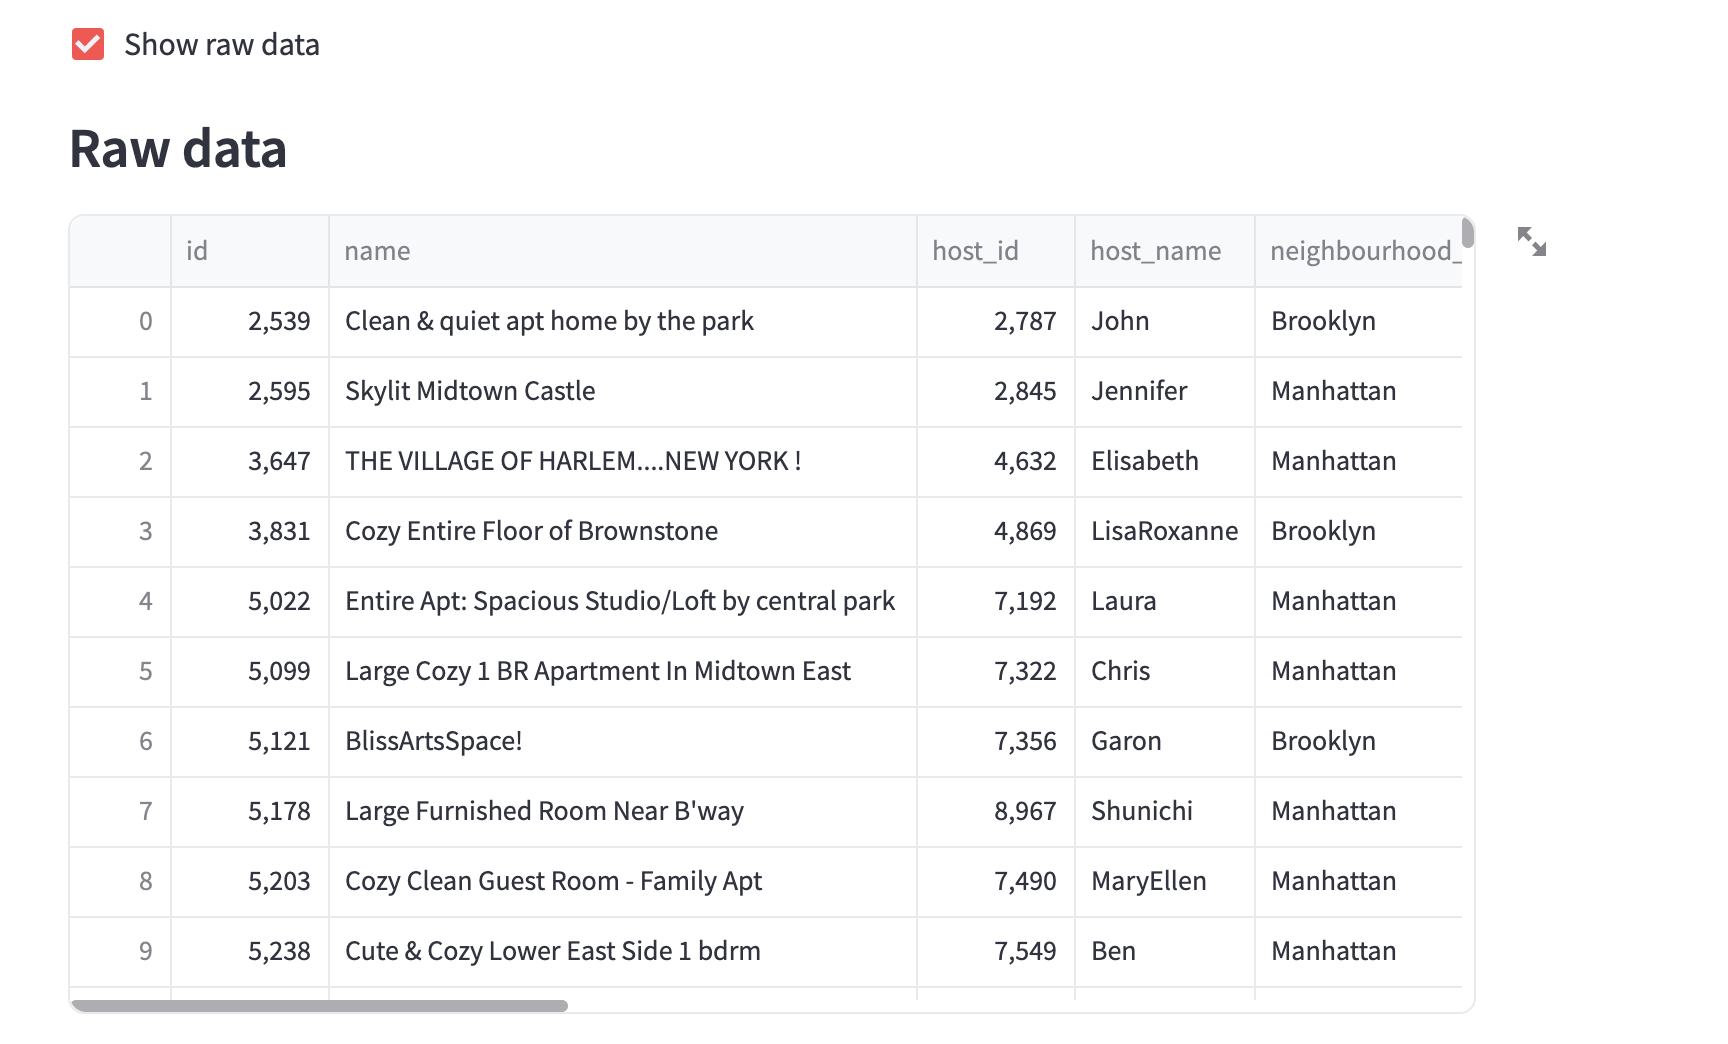 Show raw data
Raw data
id name host_id host_name neighbourhood_
0 2,539 Clean & quiet apt home by the park 2,787 John Brooklyn
1 2,595 Skylit Midtown Castle 2,845 Jennifer Manhattan
2 3,647 THE VILLAGE OF HARLEM....NEW YORK ! 4,632 Elisabeth Manhattan
3 3,831 Cozy Entire Floor of Brownstone 4,869 LisaRoxanne Brooklyn
4 5,022 Entire Apt: Spacious Studio/Loft by central park 7,192 Laura Manhattan
5 5,099 Large Cozy 1 BR Apartment In Midtown East 7,322 Chris Manhattan
6 5,121 BlissArtsSpace! 7,356 Garon Brooklyn
7 5,178 Large Furnished Room Near B'way 8,967 Shunichi Manhattan
8 5,203 Cozy Clean Guest Room - Family Apt 7,490 MaryEllen Manhattan
9 5,238 Cute & Cozy Lower East Side 1 bdrm 7,549 Ben Manhattan